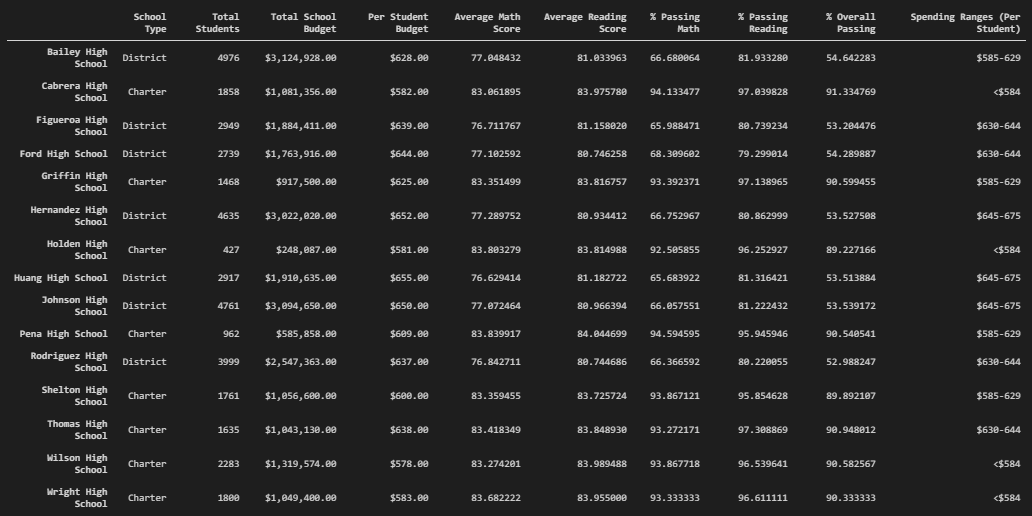 School Type	Total Students	Total School Budget	Per Student Budget	Average Math Score	Average Reading Score	% Passing Math	% Passing Reading	% Overall Passing	Spending Ranges (Per Student)
Bailey High School	District	4976	$3,124,928.00	$628.00	77.048432	81.033963	66.680064	81.933280	54.642283	$585-629
Cabrera High School	Charter	1858	$1,081,356.00	$582.00	83.061895	83.975780	94.133477	97.039828	91.334769	<$584
Figueroa High School	District	2949	$1,884,411.00	$639.00	76.711767	81.158020	65.988471	80.739234	53.204476	$630-644
Ford High School	District	2739	$1,763,916.00	$644.00	77.102592	80.746258	68.309602	79.299014	54.289887	$630-644
Griffin High School	Charter	1468	$917,500.00	$625.00	83.351499	83.816757	93.392371	97.138965	90.599455	$585-629
Hernandez High School	District	4635	$3,022,020.00	$652.00	77.289752	80.934412	66.752967	80.862999	53.527508	$645-675
Holden High School	Charter	427	$248,087.00	$581.00	83.803279	83.814988	92.505855	96.252927	89.227166	<$584
Huang High School	District	2917	$1,910,635.00	$655.00	76.629414	81.182722	65.683922	81.316421	53.513884	$645-675
Johnson High School	District	4761	$3,094,650.00	$650.00	77.072464	80.966394	66.057551	81.222432	53.539172	$645-675
Pena High School	Charter	962	$585,858.00	$609.00	83.839917	84.044699	94.594595	95.945946	90.540541	$585-629
Rodriguez High School	District	3999	$2,547,363.00	$637.00	76.842711	80.744686	66.366592	80.220055	52.988247	$630-644
Shelton High School	Charter	1761	$1,056,600.00	$600.00	83.359455	83.725724	93.867121	95.854628	89.892107	$585-629
Thomas High School	Charter	1635	$1,043,130.00	$638.00	83.418349	83.848930	93.272171	97.308869	90.948012	$630-644
Wilson High School	Charter	2283	$1,319,574.00	$578.00	83.274201	83.989488	93.867718	96.539641	90.582567	<$584
Wright High School	Charter	1800	$1,049,400.00	$583.00	83.682222	83.955000	93.333333	96.611111	90.333333	<$584